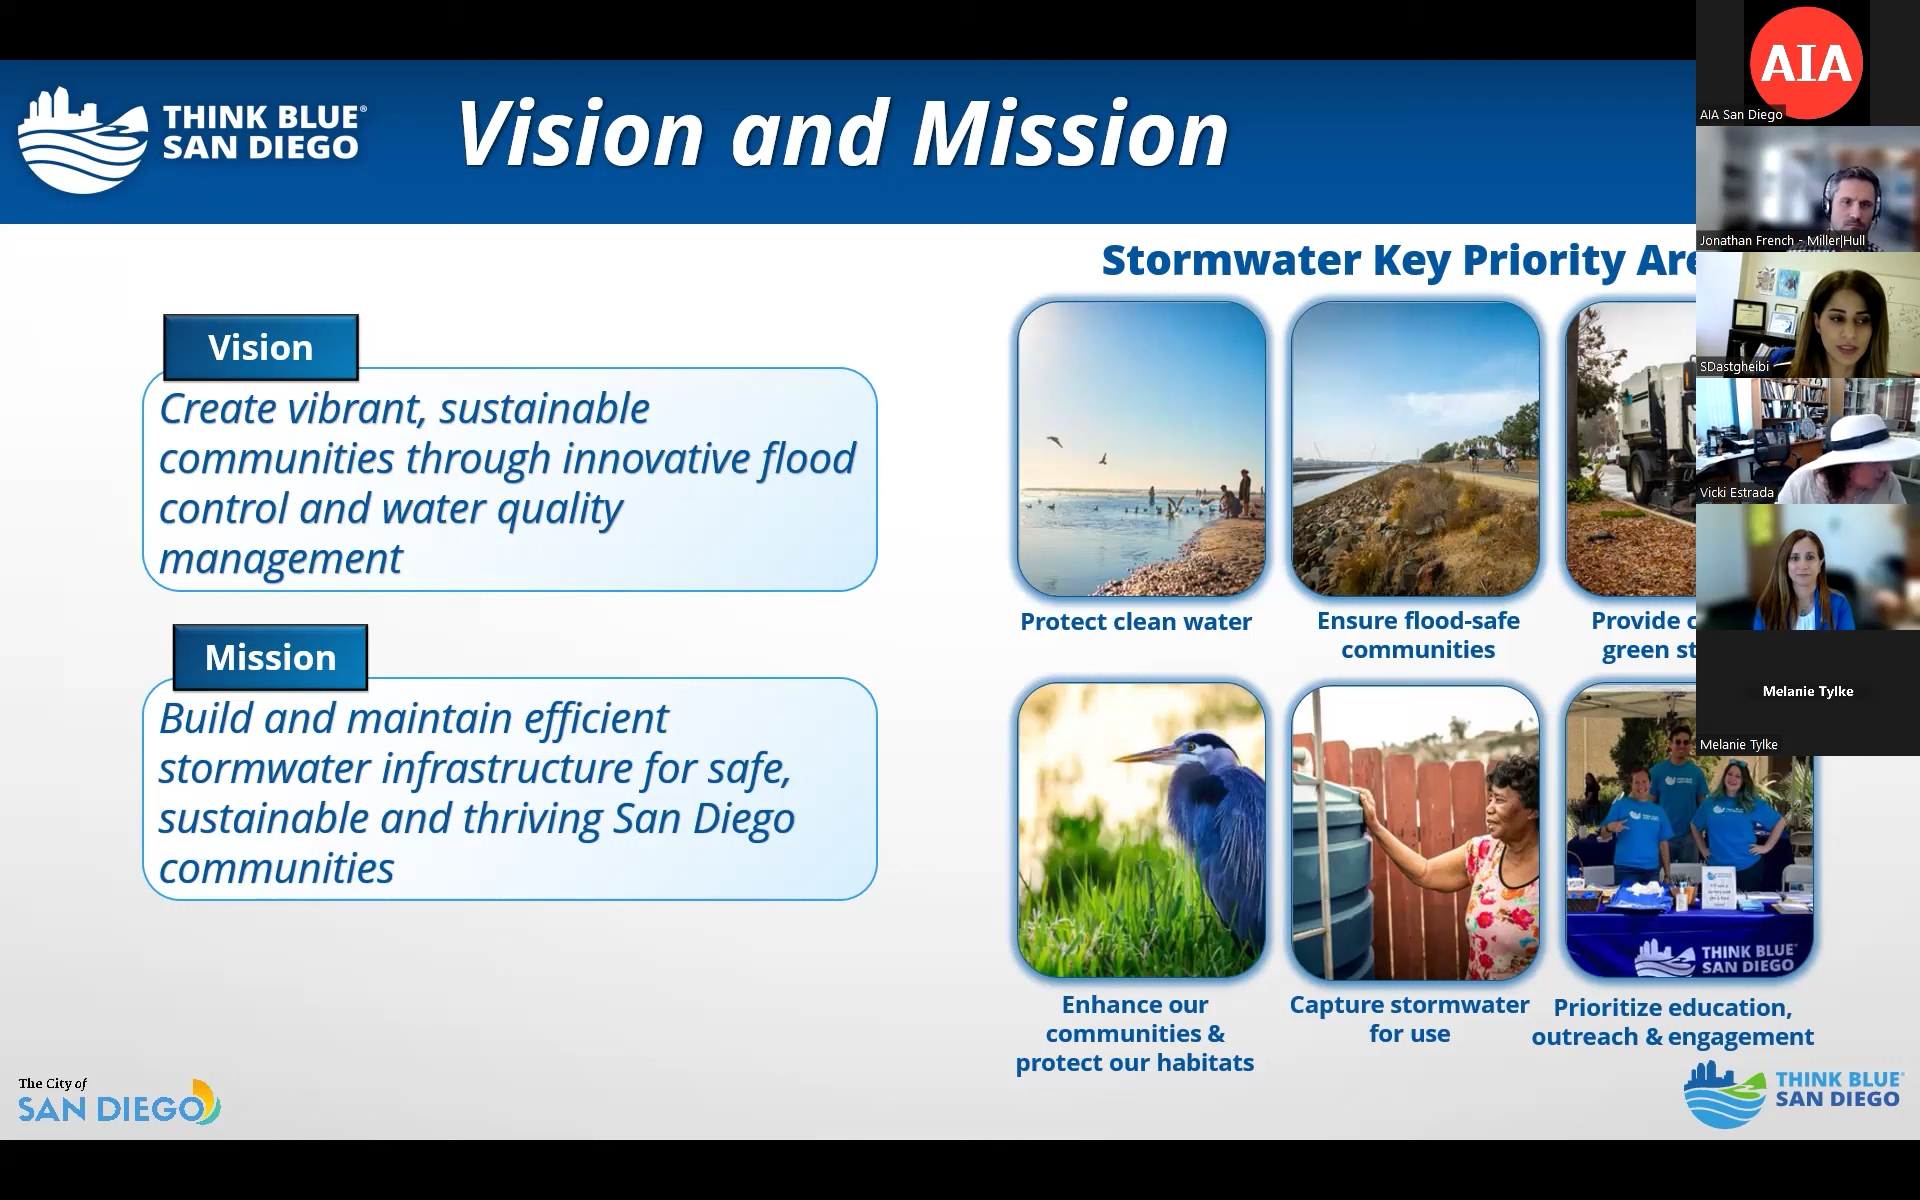 THINK BLUE®
SAN DIEGO
Vision and Mission
Vision
Create vibrant, sustainable
communities through innovative flood
control and water quality
management
Mission
Build and maintain efficient
stormwater infrastructure for safe,
sustainable and thriving San Diego
communities
Stormwater Key Priority Are
Protect clean water
Ensure flood-safe
communities
Provide c
green st
Enhance our
communities &
protect our habitats
Capture stormwater
for use
THINK BLUE
SAN DIEGO
Prioritize education,
outreach & engagement
The City of
SAN DIEGO
THINK BLUE
SAN DIEGO
AIA
AIA San Diego
Jonathan French - Miller|Hull
SDastgheibi
Vicki Estrada
Melanie Tylke
Melanie Tylke